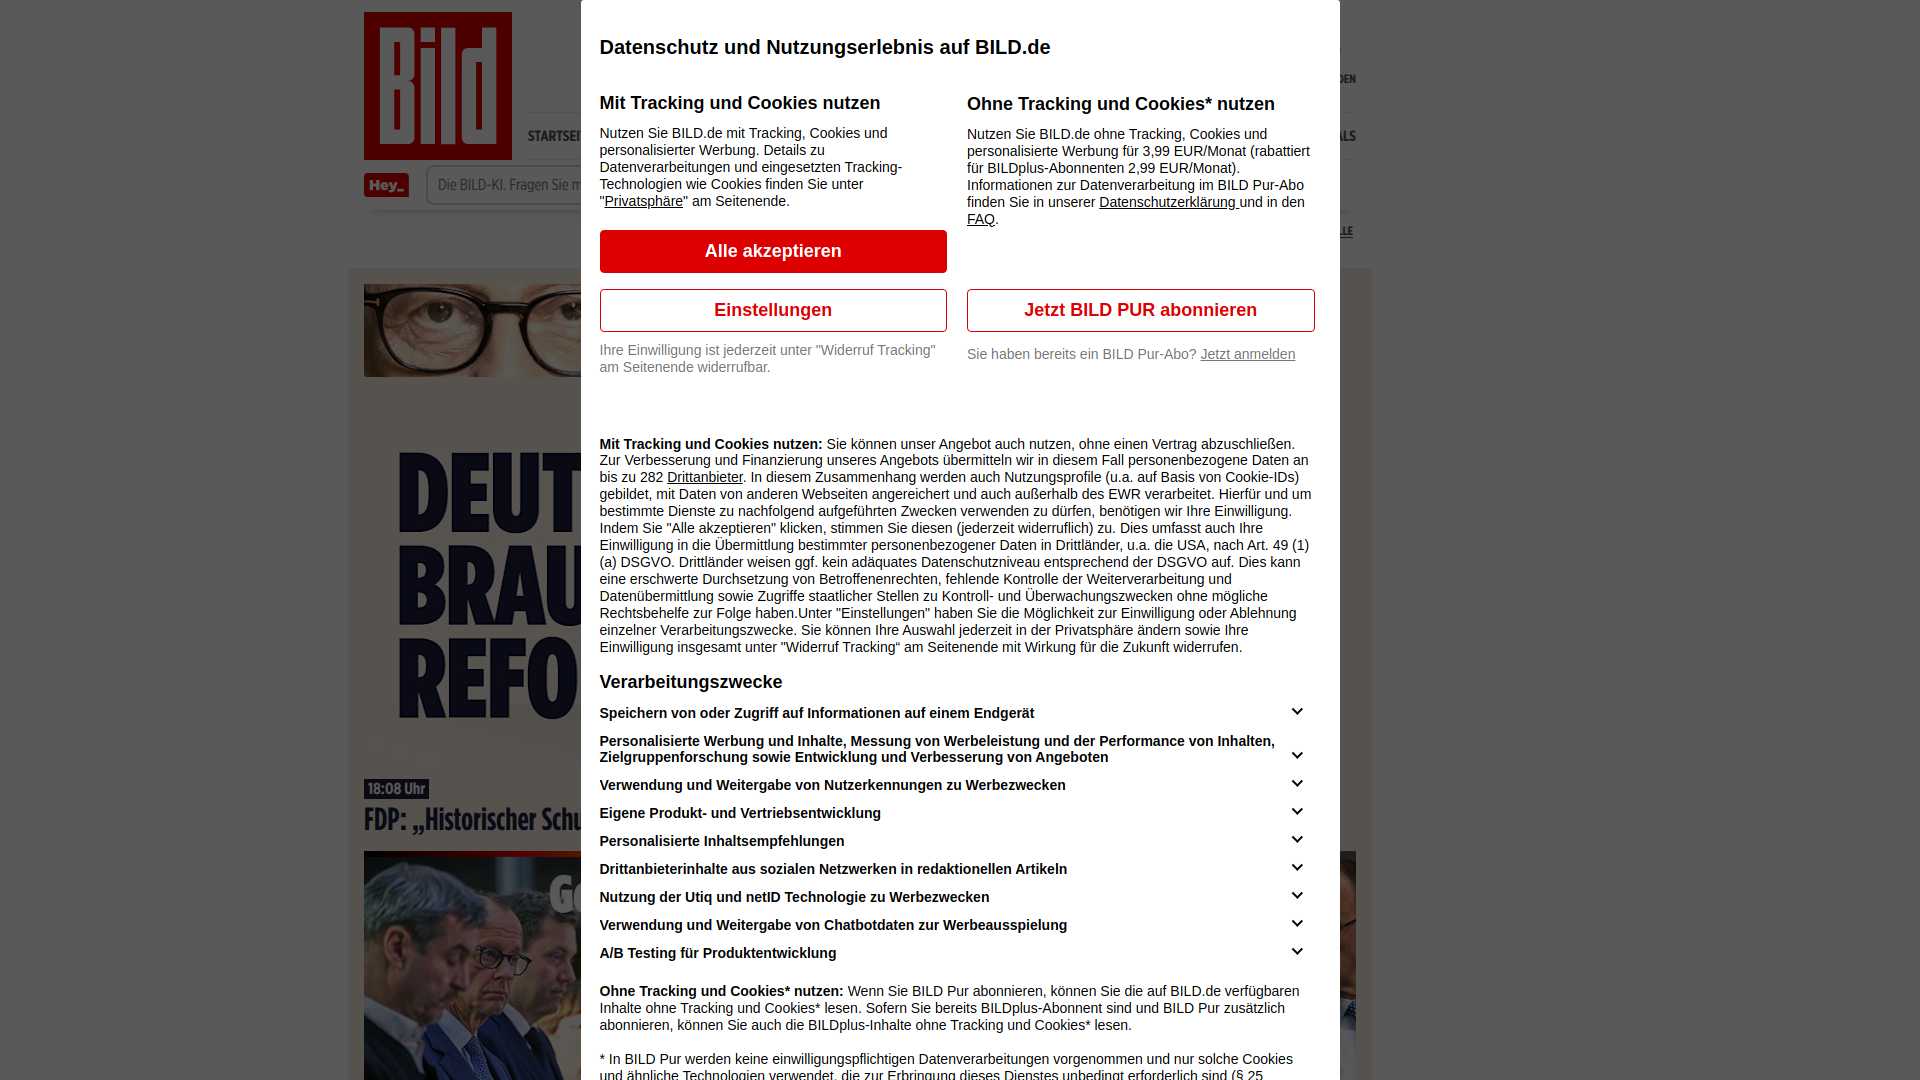 Bild
Datenschutz und Nutzungserlebnis auf BILD.de
Mit Tracking und Cookies nutzen
Nutzen Sie BILD.de mit Tracking, Cookies und
personalisierter Werbung. Details zu
Datenverarbeitungen und eingesetzten Tracking-
Technologien wie Cookies finden Sie unter
"Privatsphäre" am Seitenende.
Alle akzeptieren
Einstellungen
Ihre Einwilligung ist jederzeit unter "Widerruf Tracking"
am Seitenende widerrufbar.
Ohne Tracking und Cookies* nutzen
Nutzen Sie BILD.de ohne Tracking, Cookies und
personalisierte Werbung für 3,99 EUR/Monat (rabattiert
für BILDplus-Abonnenten 2,99 EUR/Monat).
Informationen zur Datenverarbeitung im BILD Pur-Abo
finden Sie in unserer Datenschutzerklärung und in den
FAQ.
Jetzt BILD PUR abonnieren
Sie haben bereits ein BILD Pur-Abo? Jetzt anmelden
Mit Tracking und Cookies nutzen: Sie können unser Angebot auch nutzen, ohne einen Vertrag abzuschließen.
Zur Verbesserung und Finanzierung unseres Angebots übermitteln wir in diesem Fall personenbezogene Daten an
bis zu 282 Drittanbieter. In diesem Zusammenhang werden auch Nutzungsprofile (u.a. auf Basis von Cookie-IDs)
gebildet, mit Daten von anderen Webseiten angereichert und auch außerhalb des EWR verarbeitet. Hierfür und um
bestimmte Dienste zu nachfolgend aufgeführten Zwecken verwenden zu dürfen, benötigen wir Ihre Einwilligung.
Indem Sie "Alle akzeptieren" klicken, stimmen Sie diesen (jederzeit widerruflich) zu. Dies umfasst auch Ihre
Einwilligung in die Übermittlung bestimmter personenbezogener Daten in Drittländer, u.a. die USA, nach Art. 49 (1)
(a) DSGVO. Drittländer weisen ggf. kein adäquates Datenschutzniveau entsprechend der DSGVO auf. Dies kann
eine erschwerte Durchsetzung von Betroffenenrechten, fehlende Kontrolle der Weiterverarbeitung und
Datenübermittlung sowie Zugriffe staatlicher Stellen zu Kontroll- und Überwachungszwecken ohne mögliche
Rechtsbehelfe zur Folge haben.Unter "Einstellungen" haben Sie die Möglichkeit zur Einwilligung oder Ablehnung
einzelner Verarbeitungszwecke. Sie können Ihre Auswahl jederzeit in der Privatsphäre ändern sowie Ihre
Einwilligung insgesamt unter "Widerruf Tracking“ am Seitenende mit Wirkung für die Zukunft widerrufen.
Verarbeitungszwecke
Speichern von oder Zugriff auf Informationen auf einem Endgerät
Personalisierte Werbung und Inhalte, Messung von Werbeleistung und der Performance von Inhalten,
Zielgruppenforschung sowie Entwicklung und Verbesserung von Angeboten
Verwendung und Weitergabe von Nutzerkennungen zu Werbezwecken
Eigene Produkt- und Vertriebsentwicklung
Personalisierte Inhaltsempfehlungen
Drittanbieterinhalte aus sozialen Netzwerken in redaktionellen Artikeln
Nutzung der Utiq und netID Technologie zu Werbezwecken
Verwendung und Weitergabe von Chatbotdaten zur Werbeausspielung
A/B Testing für Produktentwicklung
Ohne Tracking und Cookies* nutzen: Wenn Sie BILD Pur abonnieren, können Sie die auf BILD.de verfügbaren
Inhalte ohne Tracking und Cookies* lesen. Sofern Sie bereits BILDplus-Abonnent sind und BILD Pur zusätzlich
abonnieren, können Sie auch die BILDplus-Inhalte ohne Tracking und Cookies* lesen.
* In BILD Pur werden keine einwilligungspflichtigen Datenverarbeitungen vorgenommen und nur solche Cookies
und ähnliche Technologien verwendet, die zur Erbringung dieses Dienstes unbedingt erforderlich sind (§ 25
STARTSEI
Hey_
Die BILD-KI. Fragen Sie m
DEN
ALS
LLE
DEUT
BRAU
REFO
18:08 Uhr
FDP: „Historischer Schu
Ge